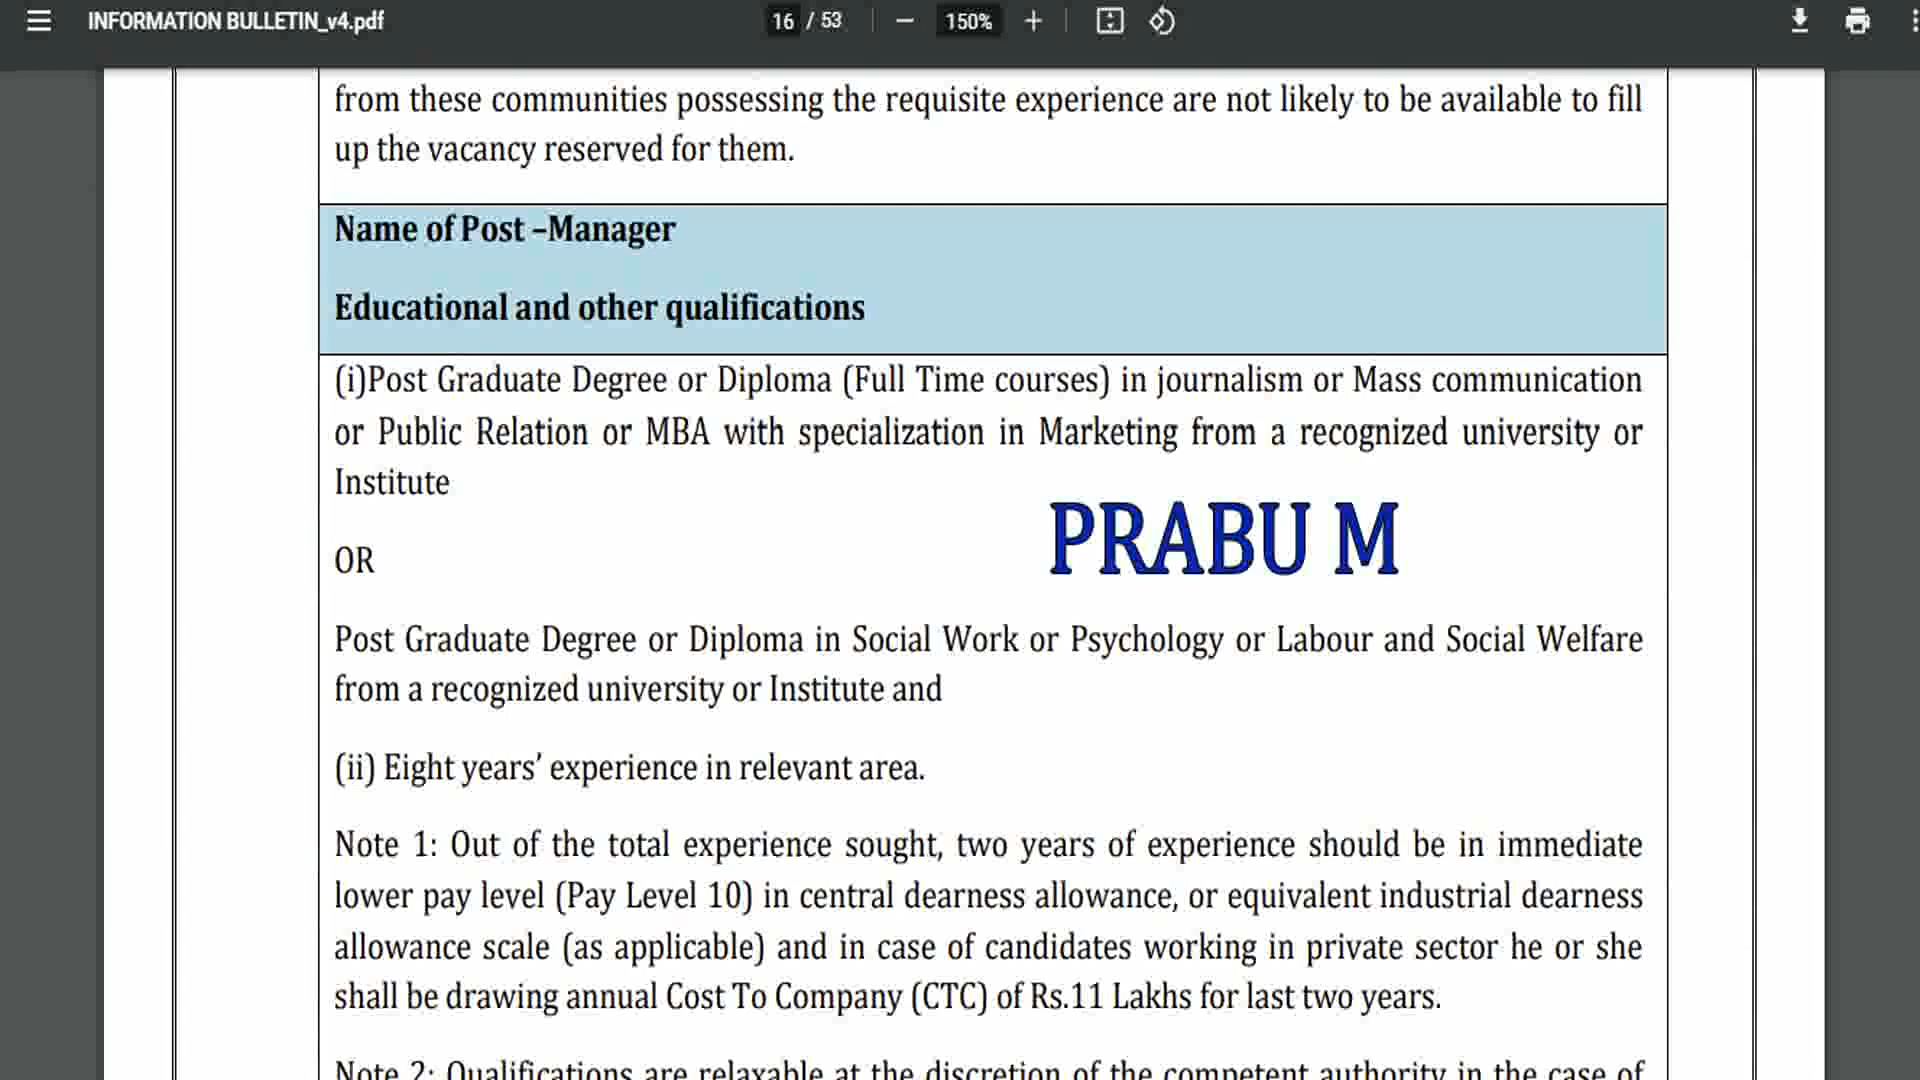 INFORMATION BULLETIN_v4.pdf
16 / 53
150%
from these communities possessing the requisite experience are not likely to be available to fill
up the vacancy reserved for them.
Name of Post –Manager
Educational and other qualifications
(i)Post Graduate Degree or Diploma (Full Time courses) in journalism or Mass communication
or Public Relation or MBA with specialization in Marketing from a recognized university or
Institute
PRABU M
OR
Post Graduate Degree or Diploma in Social Work or Psychology or Labour and Social Welfare
from a recognized university or Institute and
(ii) Eight years’ experience in relevant area.
Note 1: Out of the total experience sought, two years of experience should be in immediate
lower pay level (Pay Level 10) in central dearness allowance, or equivalent industrial dearness
allowance scale (as applicable) and in case of candidates working in private sector he or she
shall be drawing annual Cost To Company (CTC) of Rs.11 Lakhs for last two years.
Note 2: Qualifications are relaxable at the discretion of the competent authority in the case of